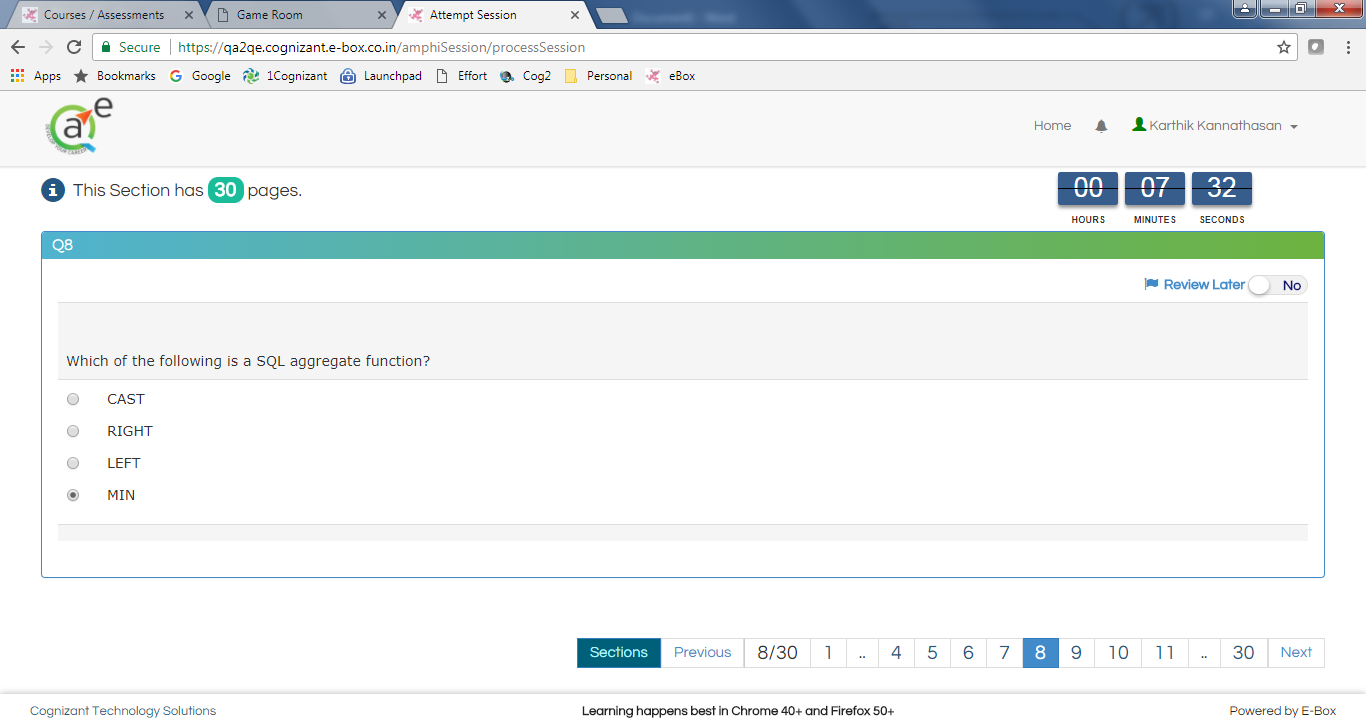 Courses / Assessments
Game Room
Attempt Session
Secure
https://qa2qe.cognizant.e-box.co.in/amphiSession/processSession
Apps Bookmarks Google 1Cognizant Launchpad Effort Cog2 Personal eBox
a e
Home Karthik Kannathasan
This Section has 30 pages.
00 07 32
HOURS MINUTES SECONDS
Q8
Review Later No
Which of the following is a SQL aggregate function?
CAST
RIGHT
LEFT
MIN
Sections Previous 8/30 1 .. 4 5 6 7 8 9 10 11 .. 30 Next
Cognizant Technology Solutions Learning happens best in Chrome 40+ and Firefox 50+ Powered by E-Box